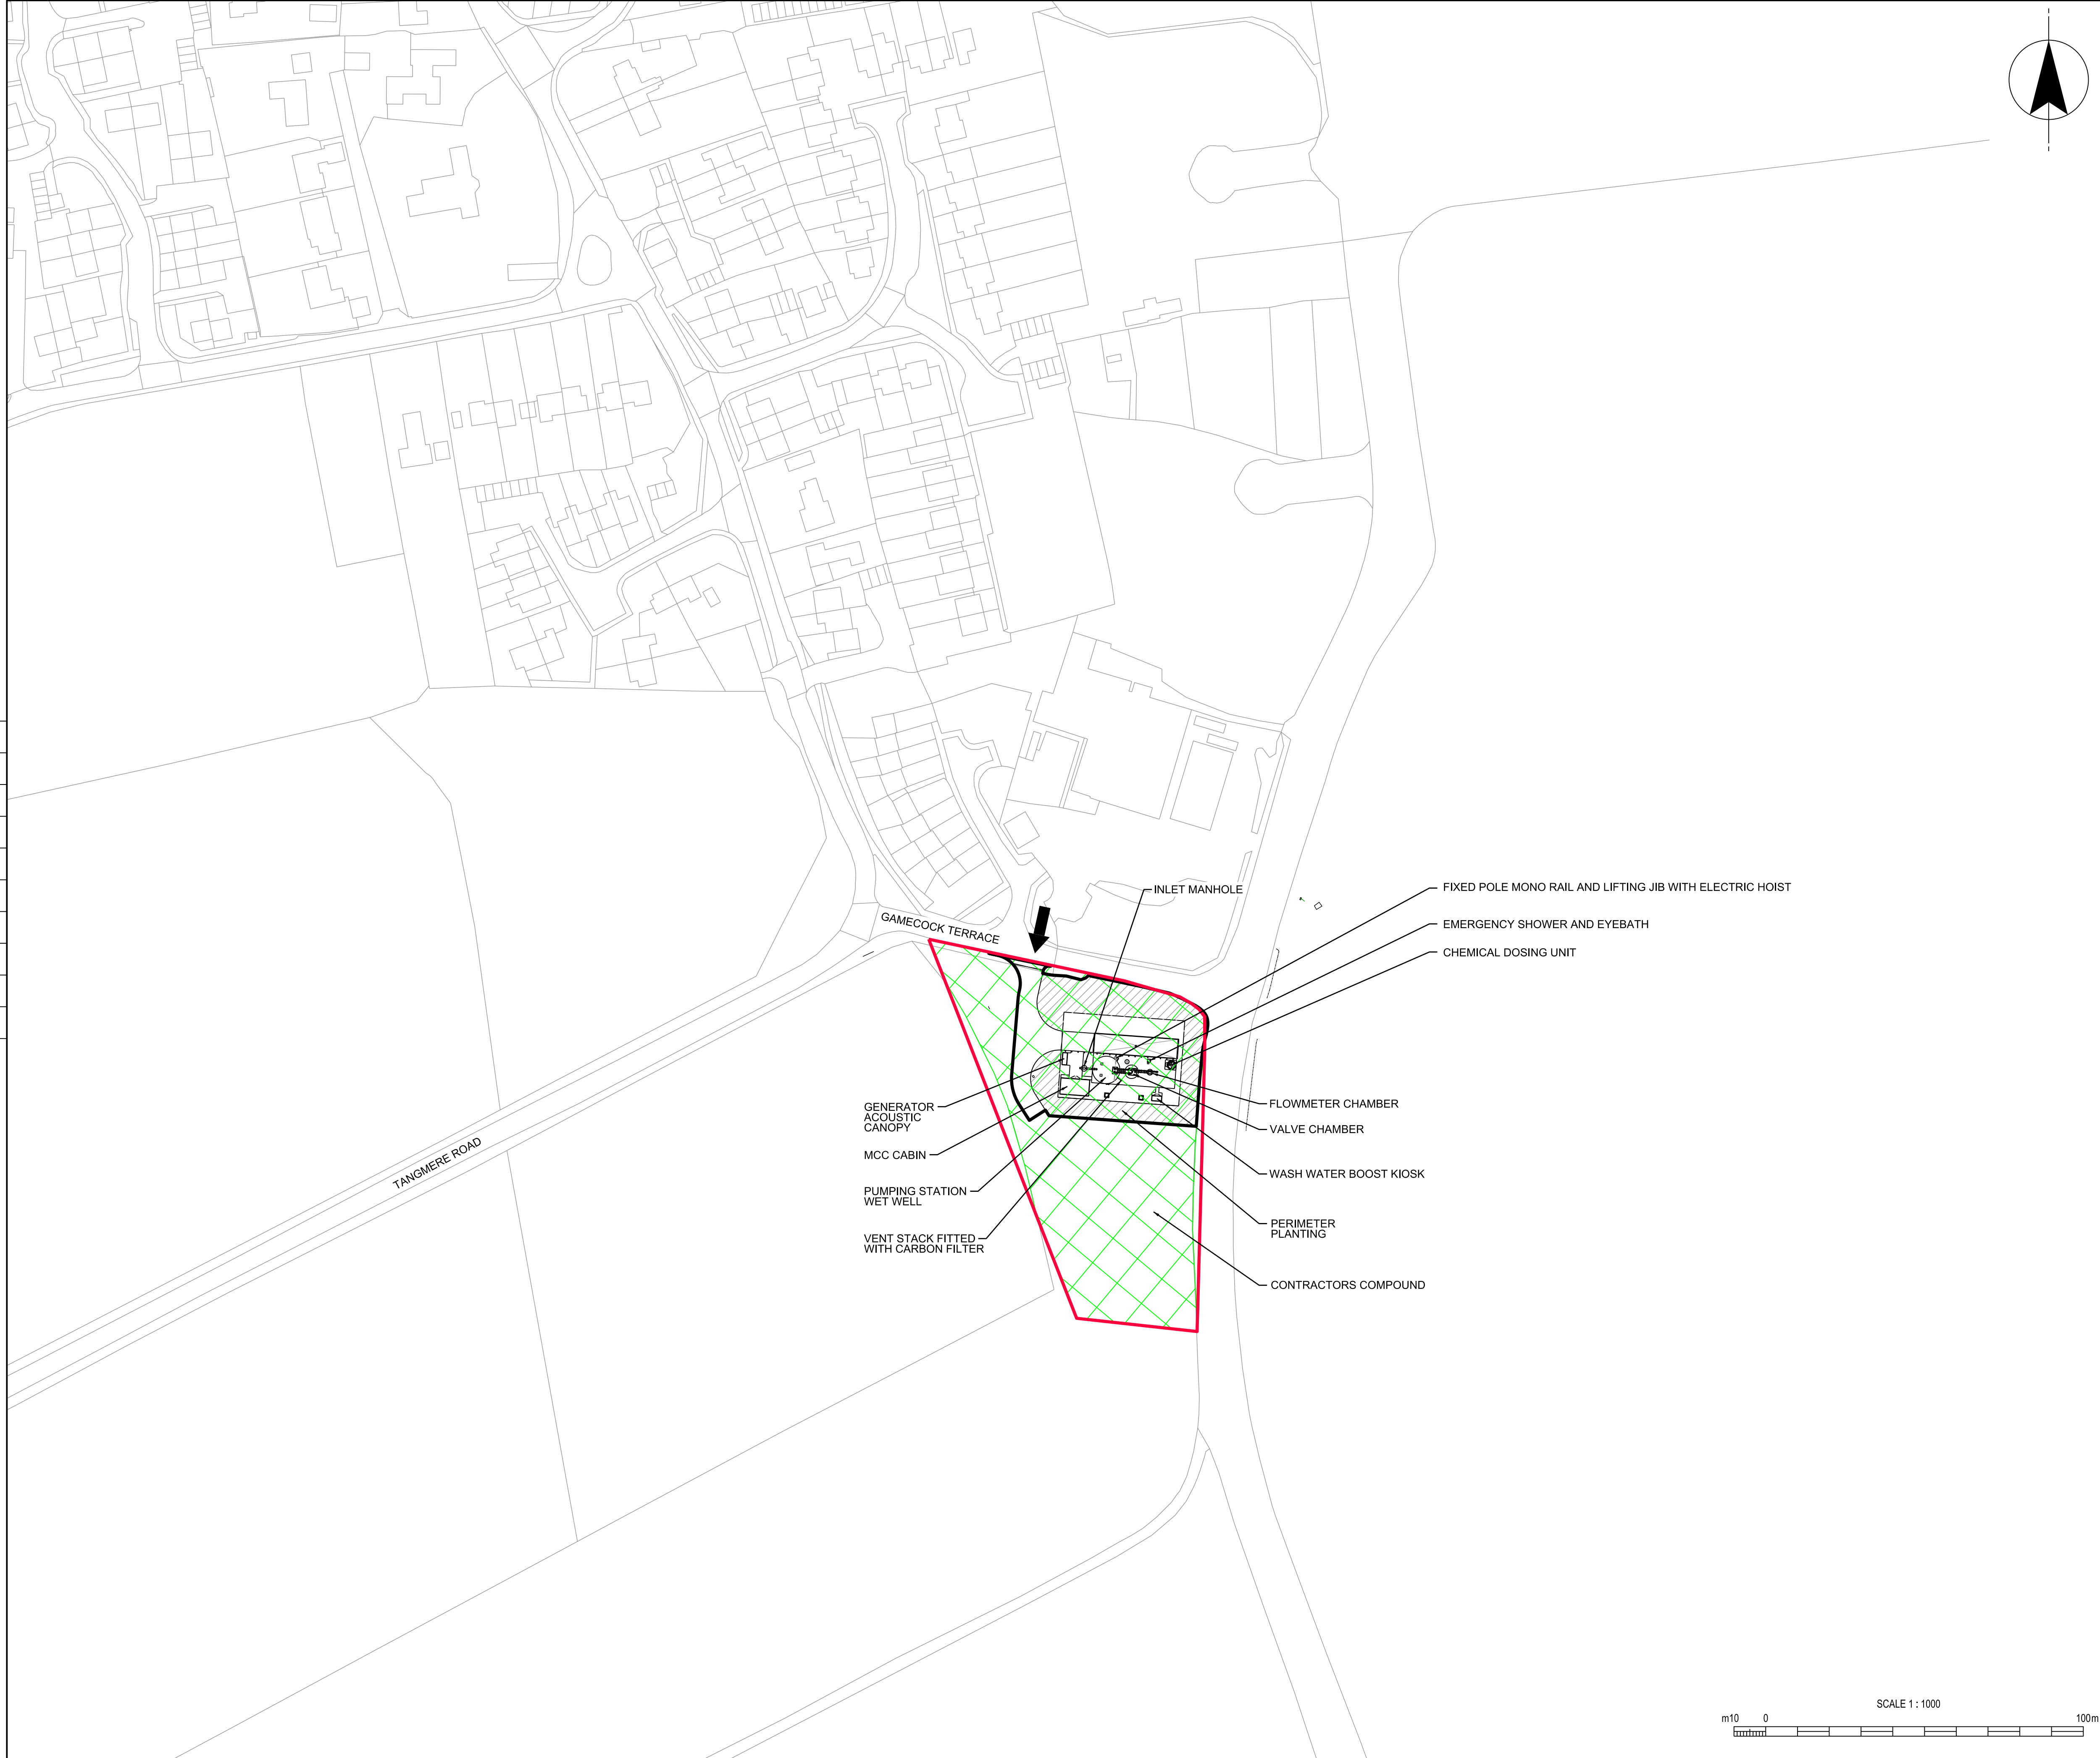 INLET MANHOLE
FIXED POLE MONO RAIL AND LIFTING JIB WITH ELECTRIC HOIST
GAMECOCK TERRACE
EMERGENCY SHOWER AND EYEBATH
CHEMICAL DOSING UNIT
GENERATOR
ACOUSTIC
CANOPY
MCC CABIN
PUMPING STATION
WET WELL
VENT STACK FITTED
WITH CARBON FILTER
FLOWMETER CHAMBER
VALVE CHAMBER
WASH WATER BOOST KIOSK
PERIMETER
PLANTING
CONTRACTORS COMPOUND
TANGMERE ROAD
SCALE 1 : 1000
m10 0 100m